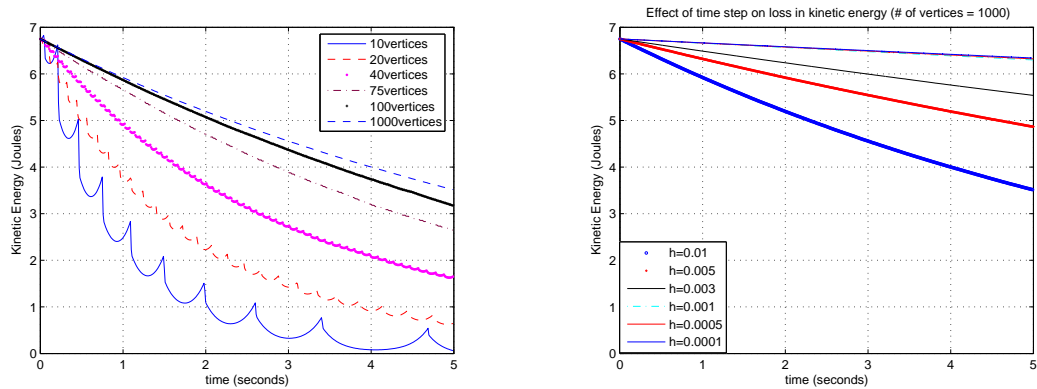 7
6
5
4
3
2
1
0
Kinetic Energy (Joules)
0 1 2 3 4 5
time (seconds)
10vertices
20vertices
40vertices
75vertices
100vertices
1000vertices
Effect of time step on loss in kinetic energy (# of vertices = 1000)
7
6
5
4
3
2
1
0
Kinetic Energy (Joules)
0 1 2 3 4 5
time (seconds)
h=0.01
h=0.005
h=0.003
h=0.001
h=0.0005
h=0.0001